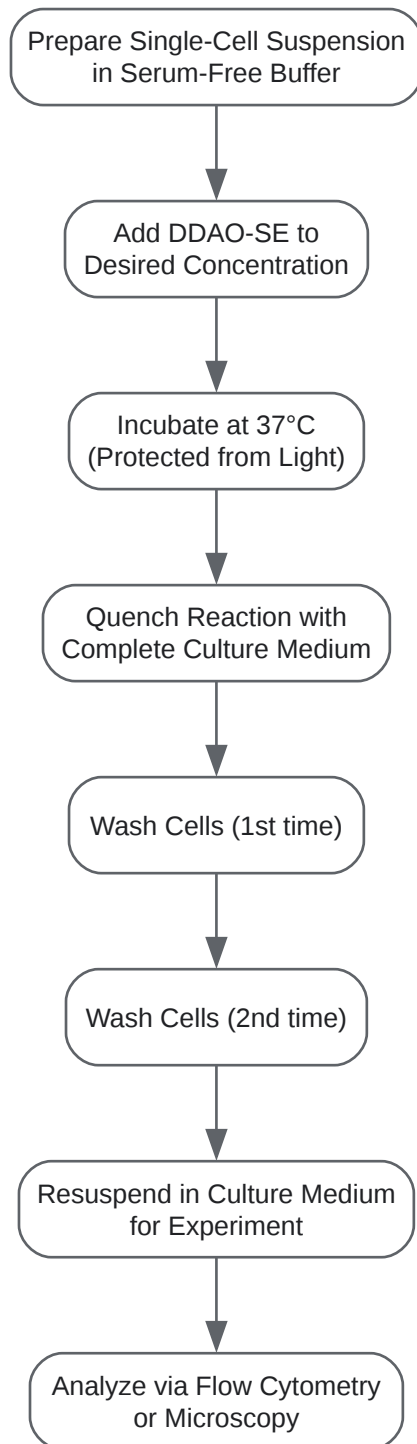 Prepare Single-Cell Suspension
in Serum-Free Buffer
Add DDAO-SE to
Desired Concentration
Incubate at 37°C
(Protected from Light)
Quench Reaction with
Complete Culture Medium
Wash Cells (1st time)
Wash Cells (2nd time)
Resuspend in Culture Medium
for Experiment
Analyze via Flow Cytometry
or Microscopy